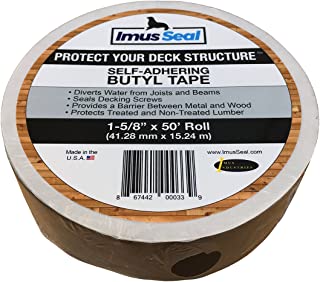 Imus Seal
PROTECT YOUR DECK STRUCTURE™
SELF-ADHERING
BUTYL TAPE
• Diverts Water from Joists and Beams
• Seals Decking Screws
• Provides a Barrier Between Metal and Wood
• Protects Treated and Non-Treated Lumber
1-5/8" x 50' Roll
(41.28 mm x 15.24 m)
Made in the
U.S.A.
www.ImusSeal.com
8 67442 00033 9